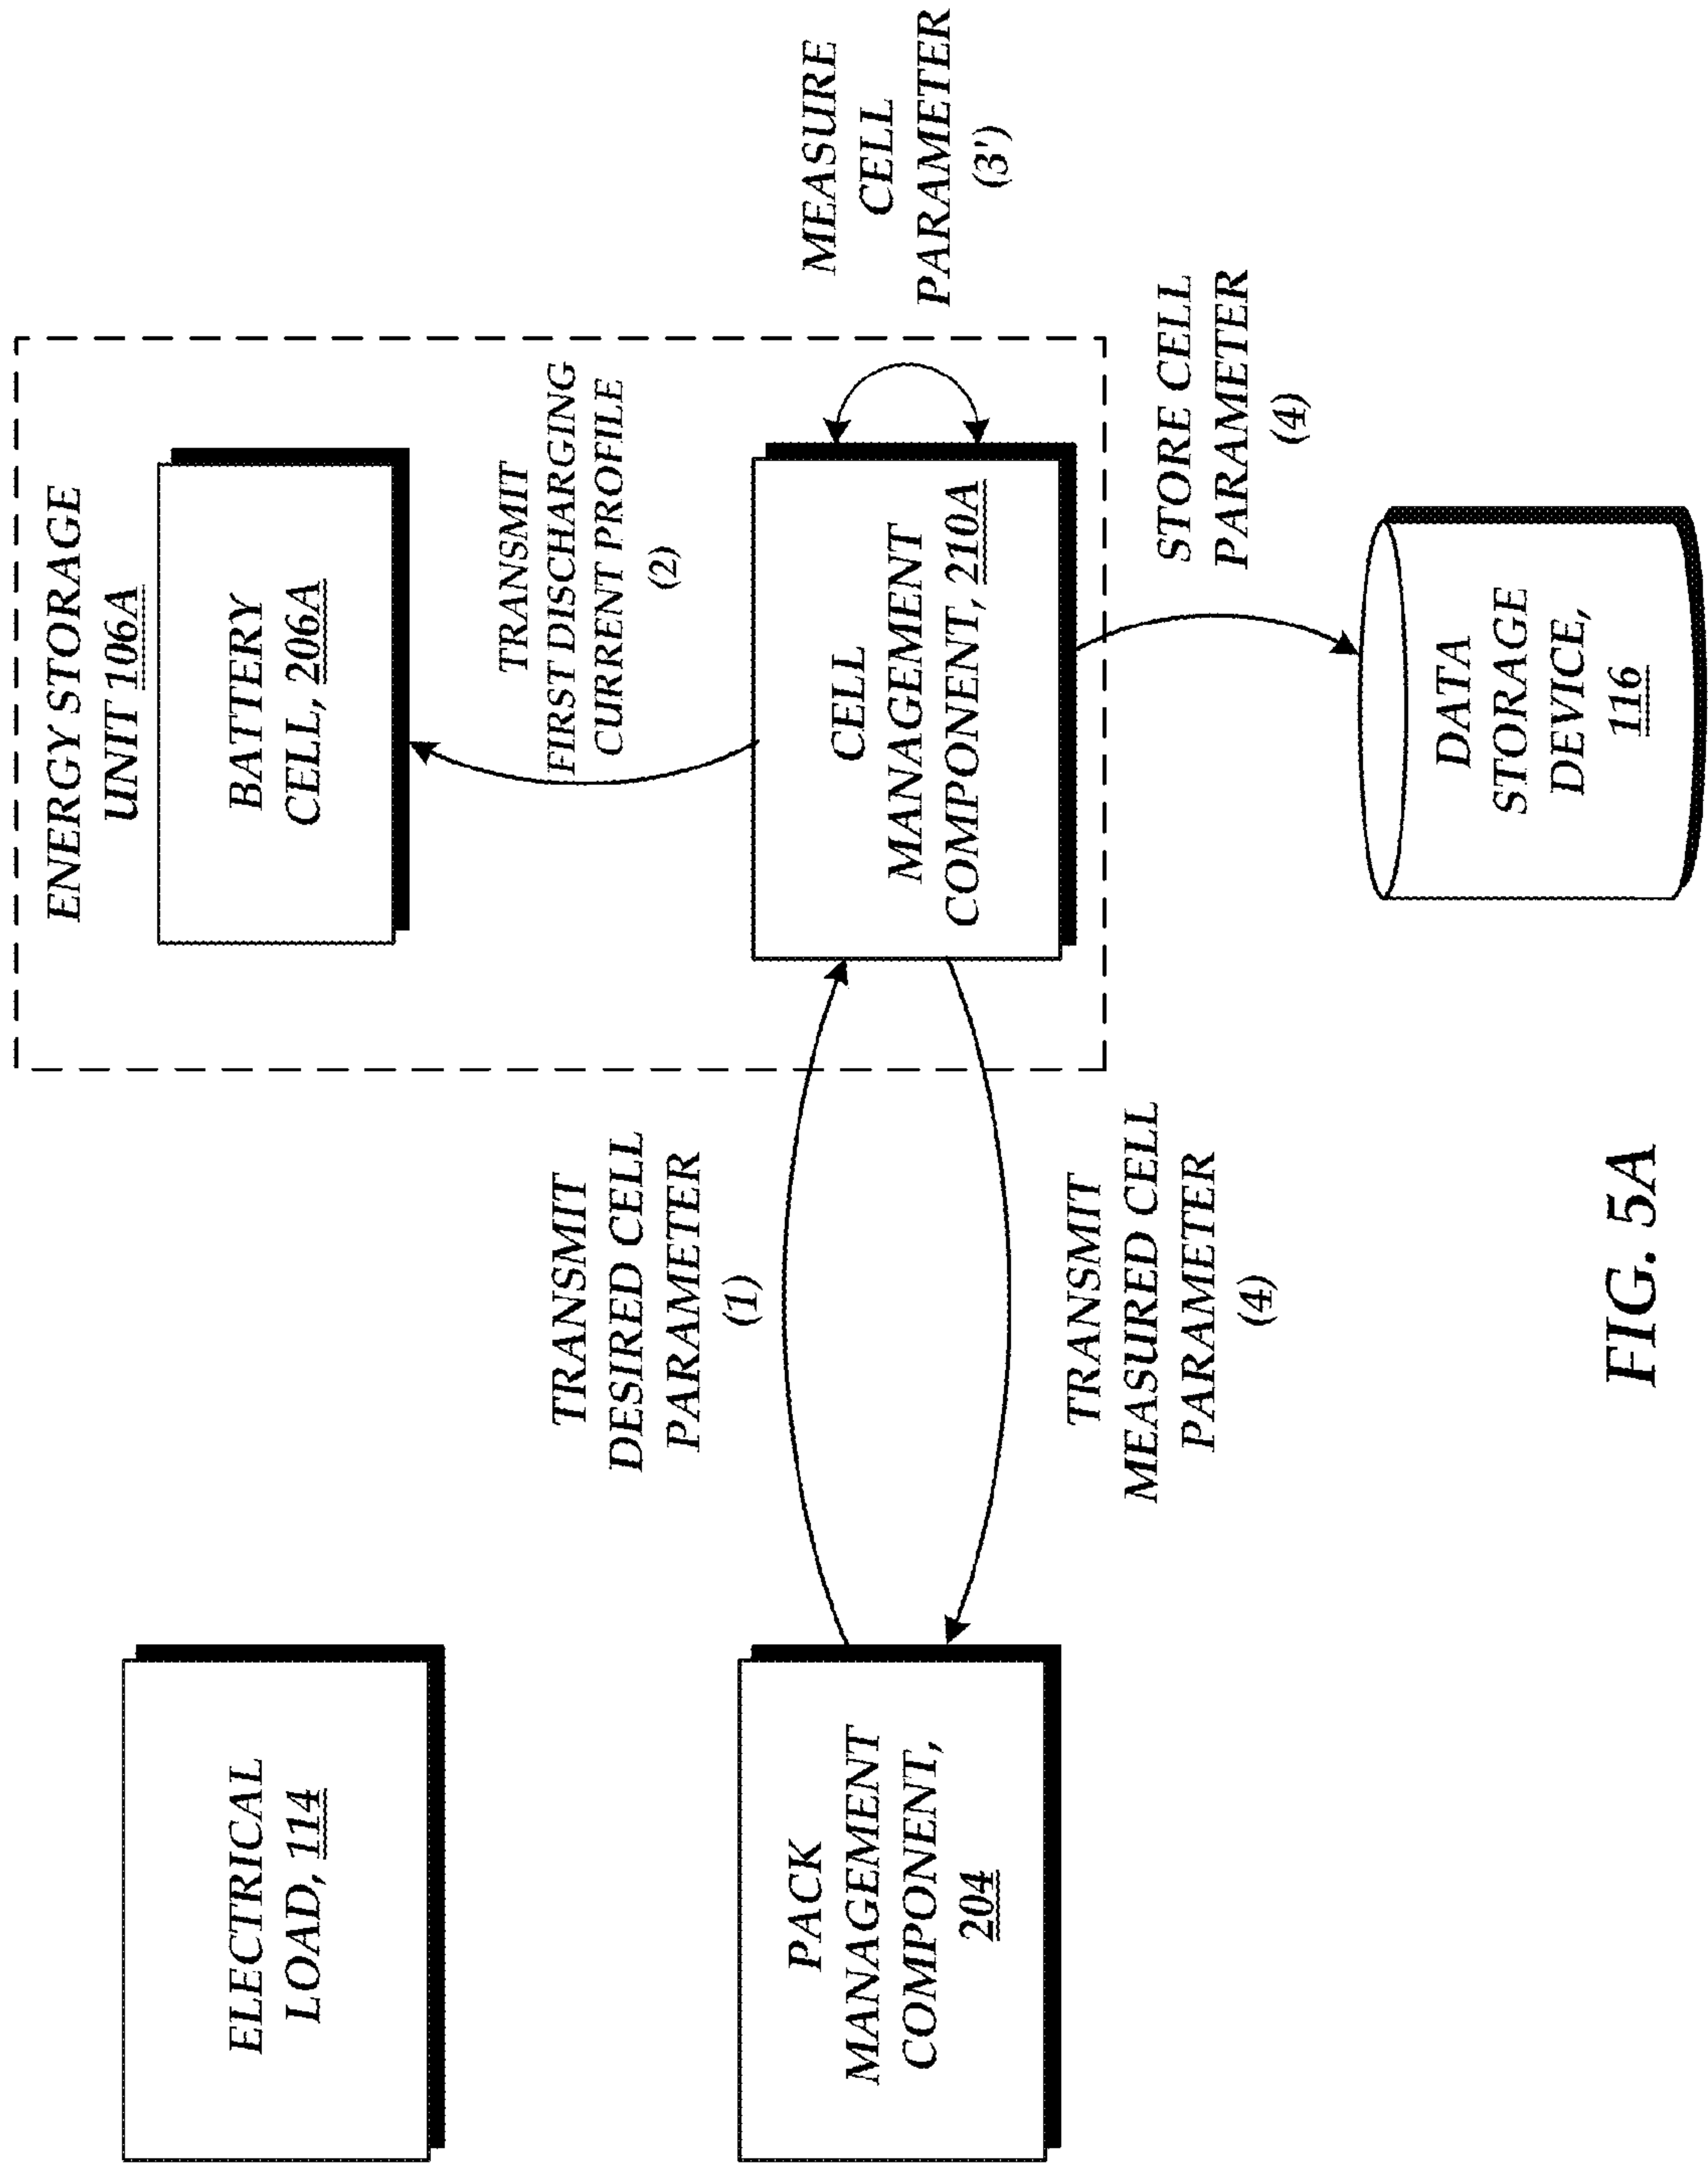 ENERGY STORAGE
UNIT 106A
ELECTRICAL
LOAD, 114
BATTERY
CELL, 206A
TRANSMIT
FIRST DISCHARGING
CURRENT PROFILE
(2)
TRANSMIT
DESIRED CELL
PARAMETER
(1)
PACK
MANAGEMENT
COMPONENT,
204
CELL
MANAGEMENT
COMPONENT, 210A
MEASURE
CELL
PARAMETER
(3')
TRANSMIT
MEASURED CELL
PARAMETER
(4)
STORE CELL
PARAMETER
(4)
DATA
STORAGE
DEVICE,
116
FIG. 5A